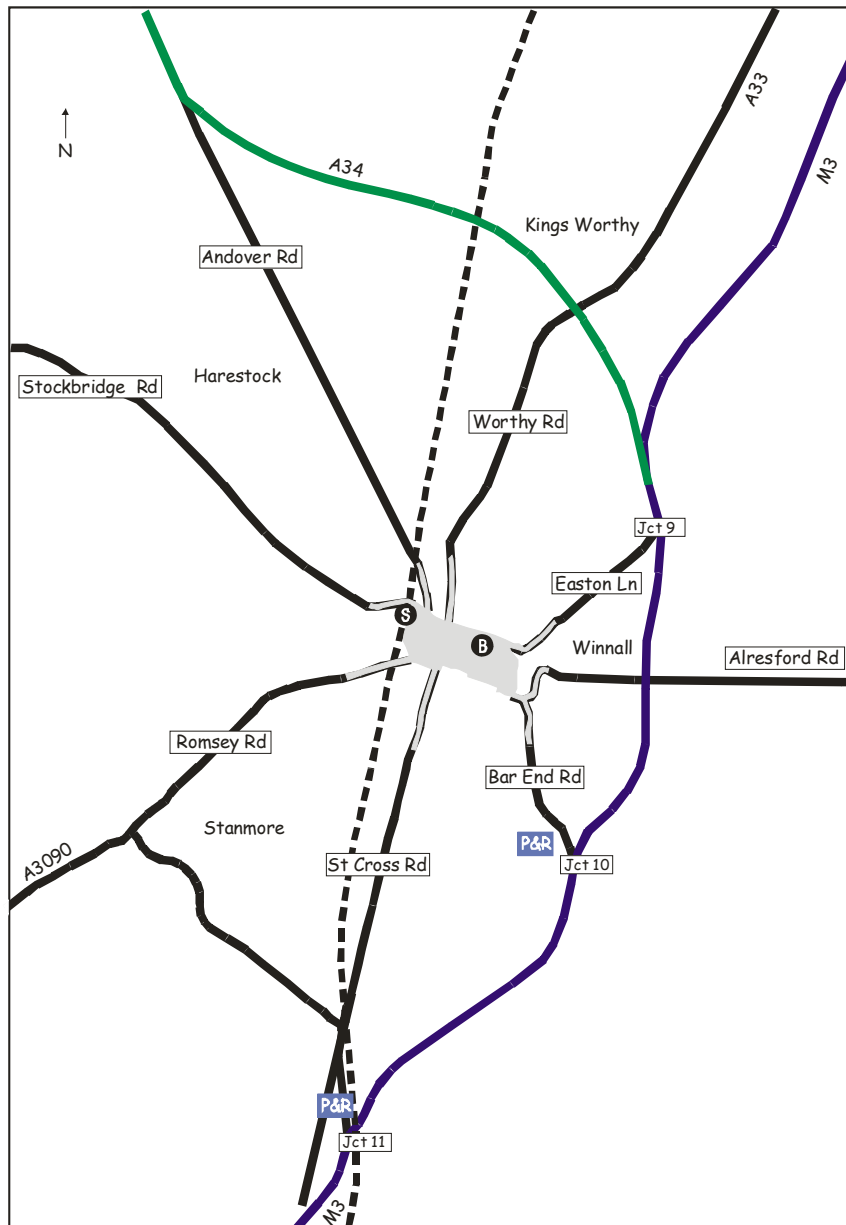 A33
N
A34
M3
Kings Worthy
Andover Rd
Harestock
Stockbridge Rd
Worthy Rd
Jct 9
Easton Ln
S
B
Winnall
Alresford Rd
Romsey Rd
Bar End Rd
Stanmore
P&R
A3090
St Cross Rd
Jct 10
P&R
Jct 11
M3